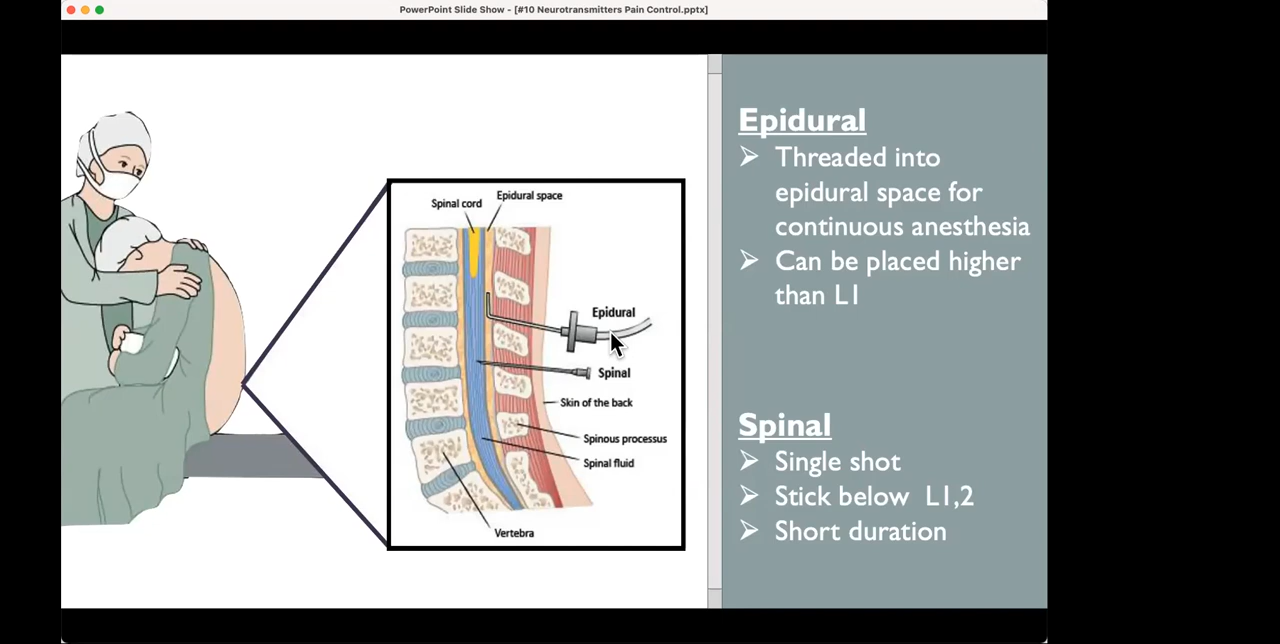 PowerPoint Slide Show - [#10 Neurotransmitters Pain Control.pptx]
Spinal cord
Epidural space
Epidural
Spinal
Skin of the back
Spinous processus
Spinal fluid
Vertebra
Epidural
➢ Threaded into
epidural space for
continuous anesthesia
➢ Can be placed higher
than L1
Spinal
➢ Single shot
➢ Stick below L1,2
➢ Short duration